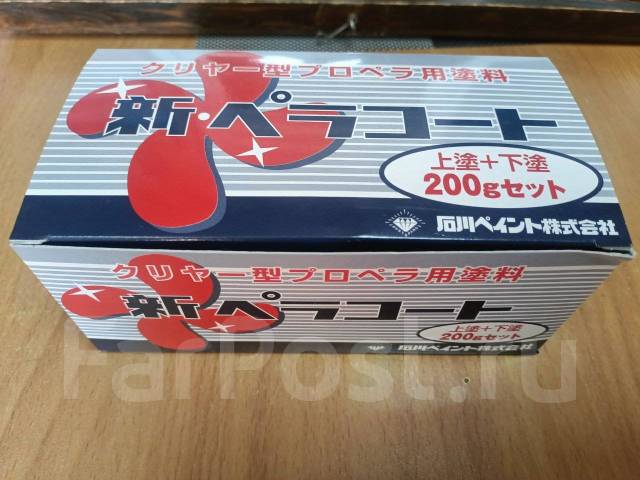 クリヤー型プロペラ用塗料
新・ペラコート
上塗+下塗
200gセット
石川ペイント株式会社
クリヤー型プロペラ用塗料
新・ペラコート
上塗+下塗
200gセット
石川ペイント株式会社
FarPost.ru